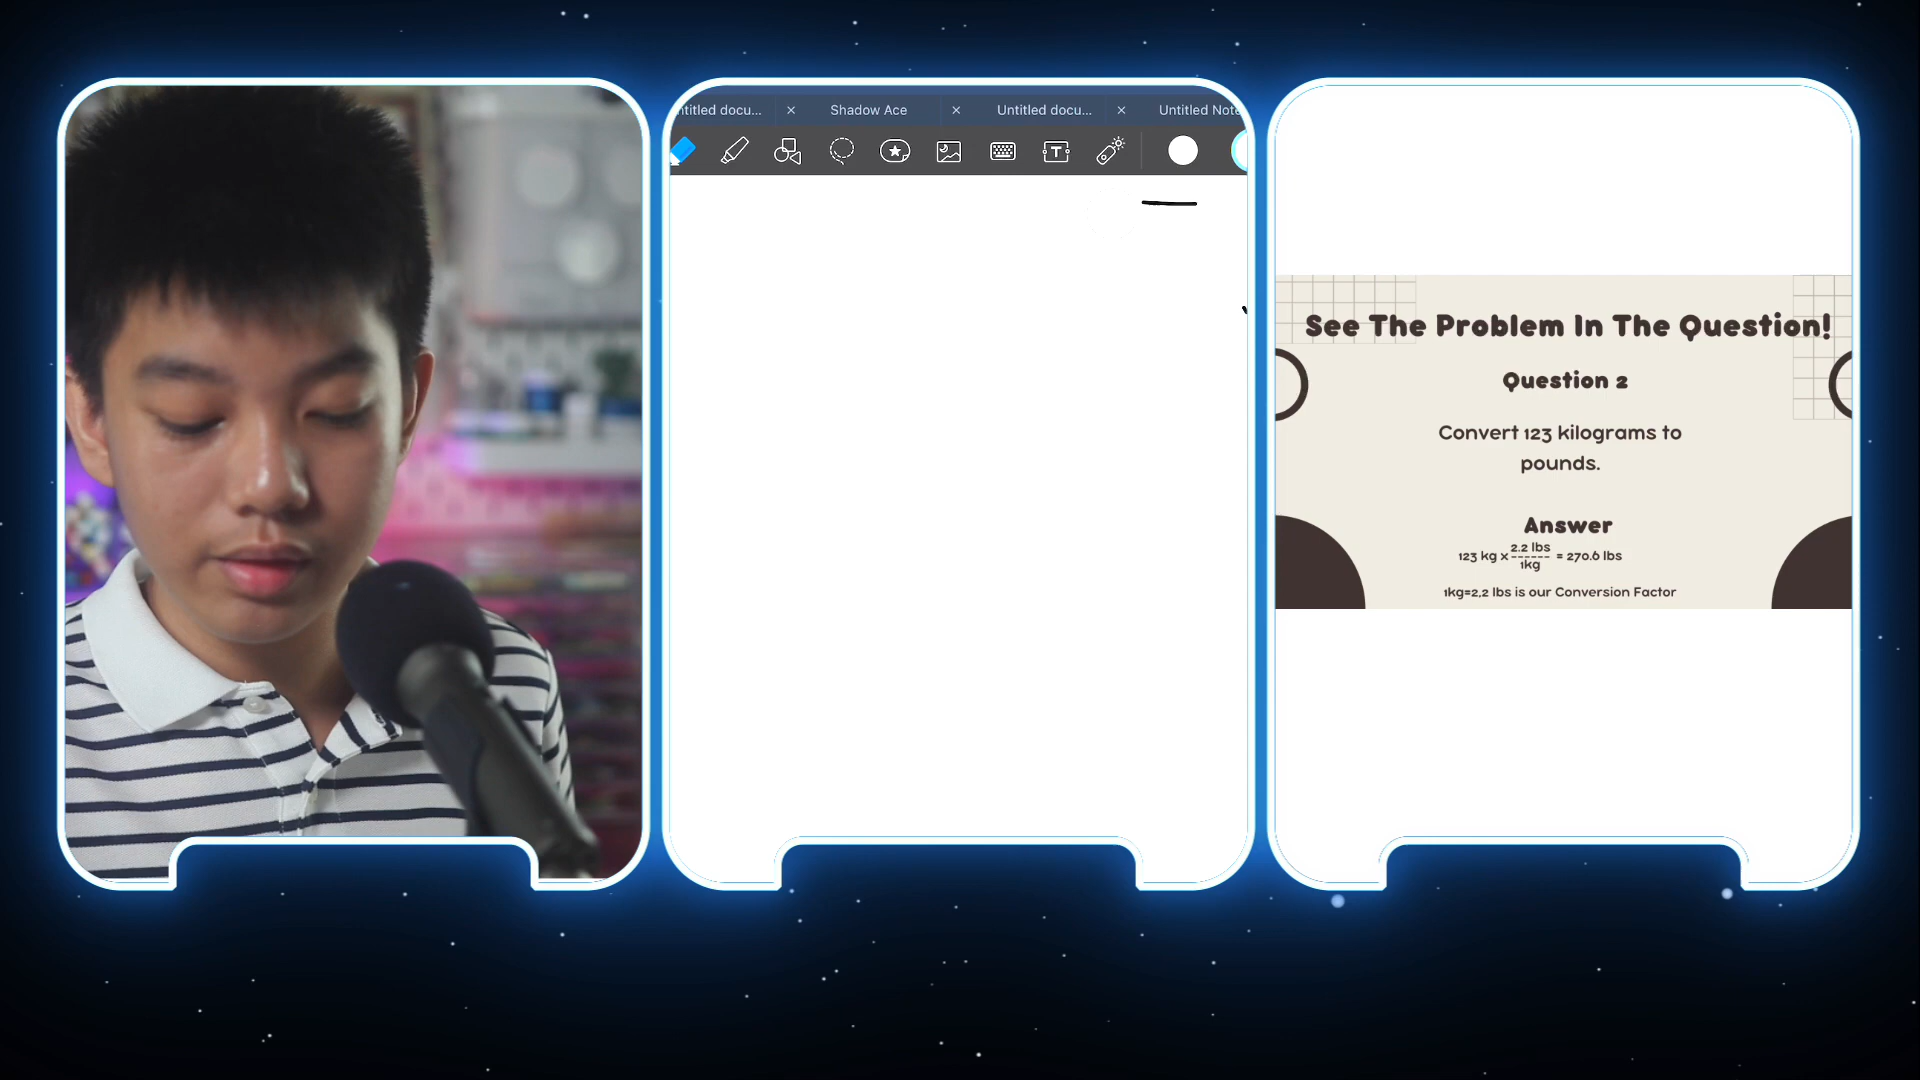 ntitled docu...
Shadow Ace
Untitled docu...
Untitled Note
T
See The Problem In The Question!
Question 2
Convert 123 kilograms to
pounds.
Answer
2.2 lbs
123 kg x ------ = 270.6 lbs
1kg
1kg=2.2 lbs is our Conversion Factor